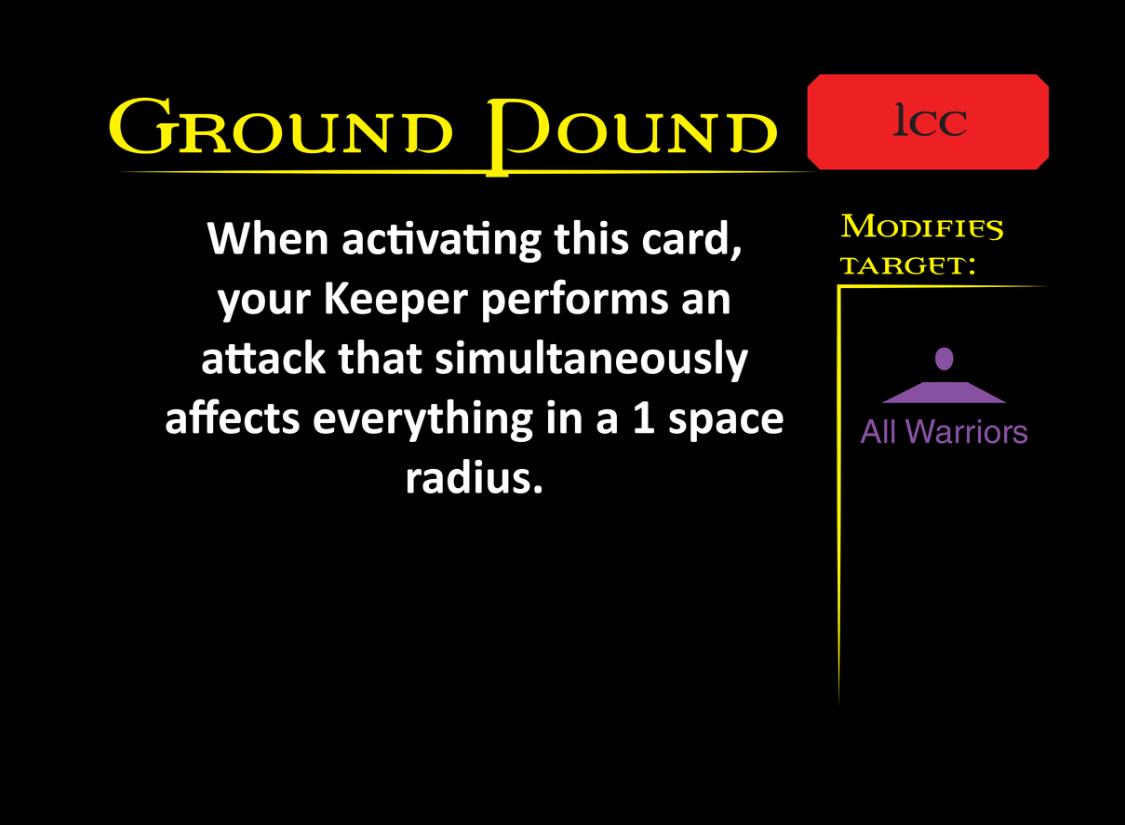 Ground Pound
1cc
When activating this card,
your Keeper performs an
attack that simultaneously
affects everything in a 1 space
radius.
Modifies
target:
All Warriors